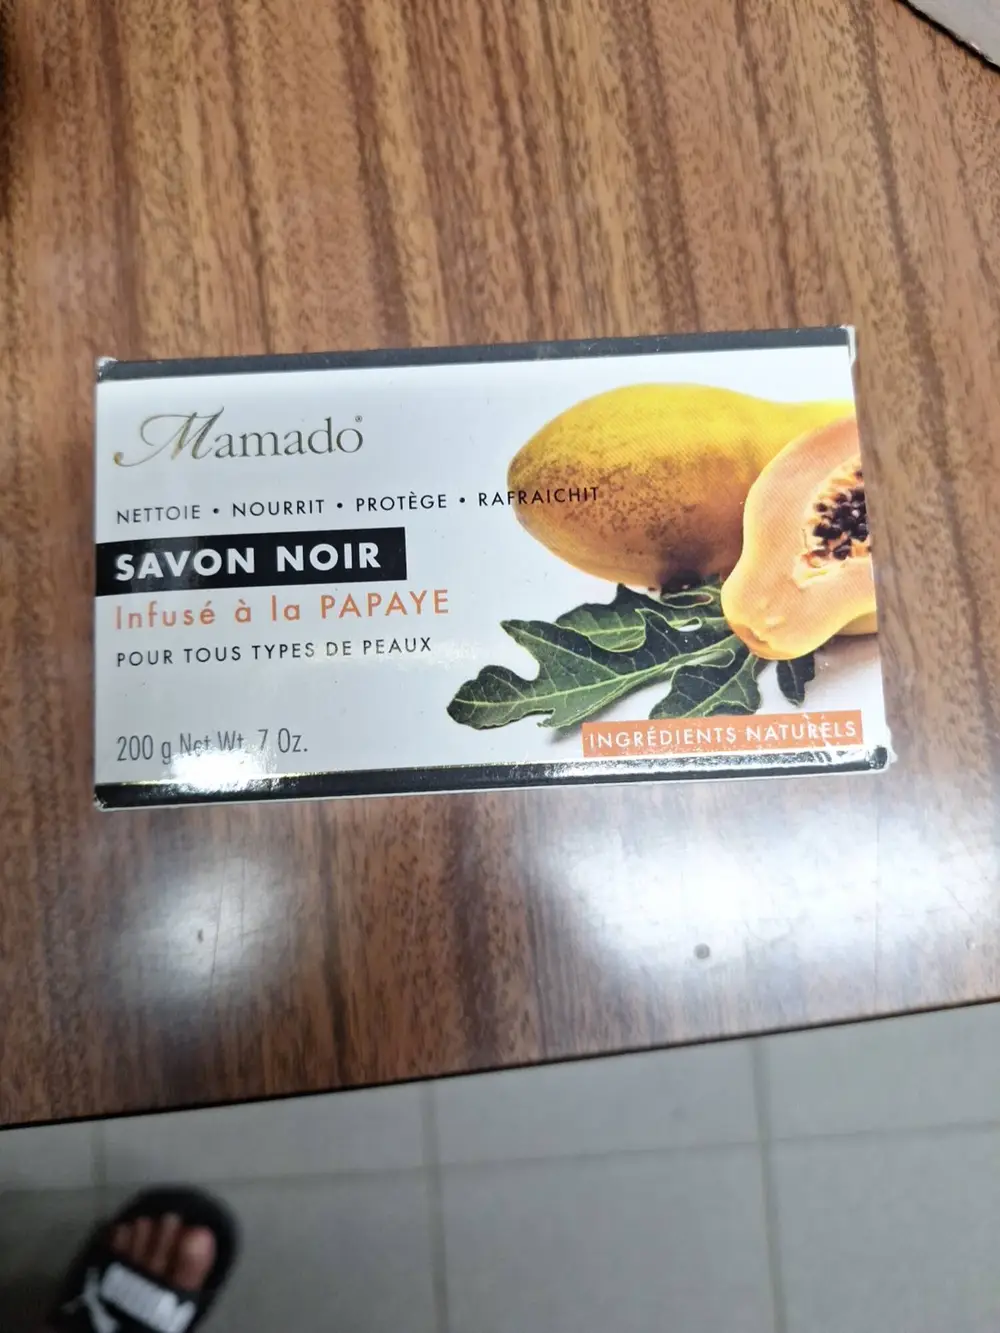 Mamado®
NETTOIE • NOURRIT • PROTÈGE • RAFRAICHIT
SAVON NOIR
Infusé à la PAPAYE
POUR TOUS TYPES DE PEAUX
200 g Net Wt. 7 Oz.
INGRÉDIENTS NATURELS